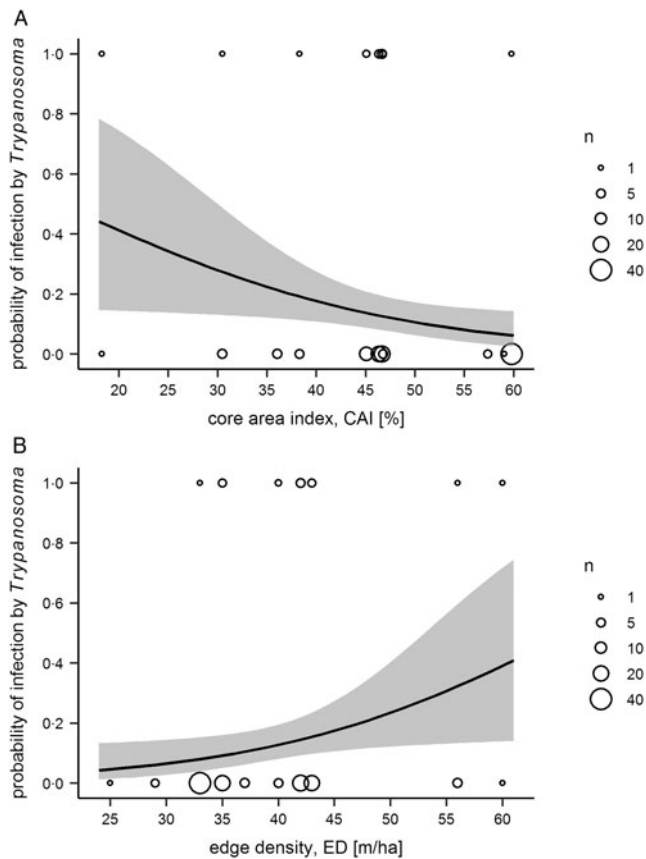 A
probability of infection by Trypanosoma
1·0
0·8
0·6
0·4
0·2
0·0
20 25 30 35 40 45 50 55 60
core area index, CAI [%]
n
1
5
10
20
40
B
probability of infection by Trypanosoma
1·0
0·8
0·6
0·4
0·2
0·0
25 30 35 40 45 50 55 60
edge density, ED [m/ha]
n
1
5
10
20
40